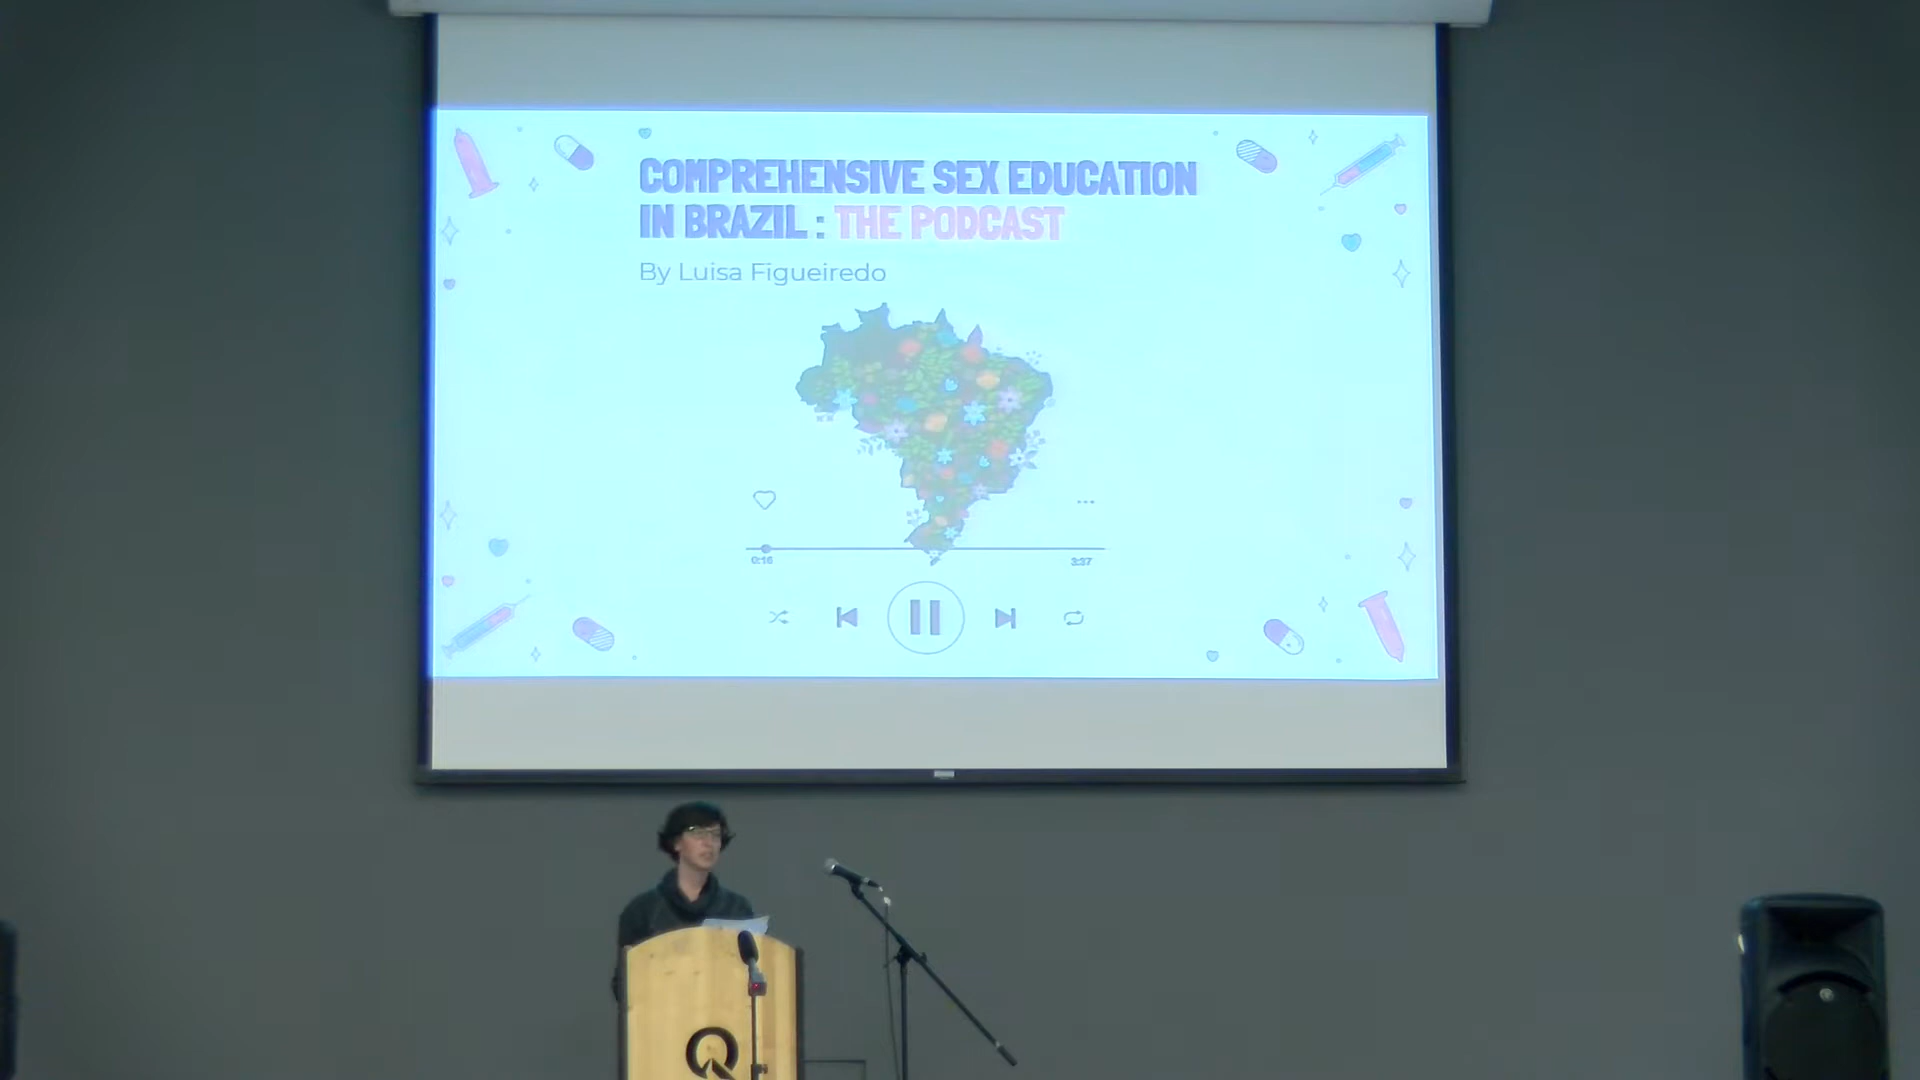 COMPREHENSIVE SEX EDUCATION
IN BRAZIL : THE PODCAST
By Luisa Figueiredo
0:16
3:37
Q